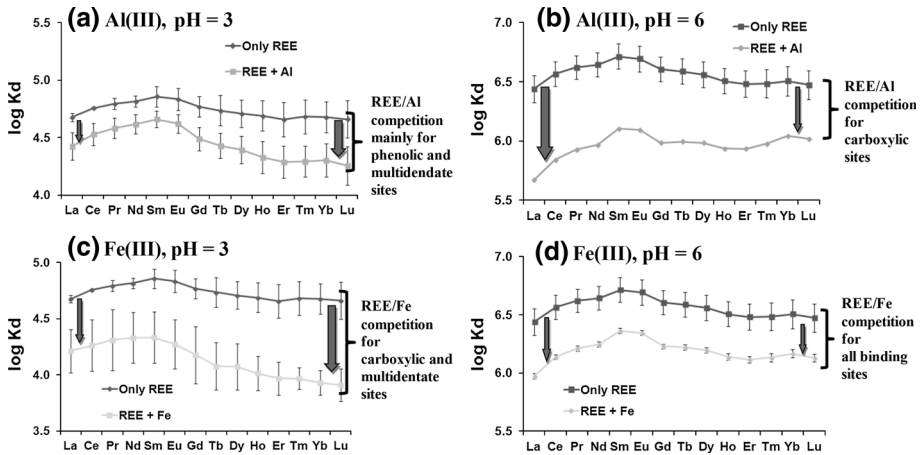 (a) Al(III), pH = 3
5.0
4.5
4.0
log Kd
Only REE
REE + Al
La Ce Pr Nd Sm Eu Gd Tb Dy Ho Er Tm Yb Lu
REE/Al
competition
mainly for
phenolic and
multidendate
sites
(b) Al(III), pH = 6
7.0
6.5
6.0
5.5
log Kd
Only REE
REE + Al
La Ce Pr Nd Sm Eu Gd Tb Dy Ho Er Tm Yb Lu
REE/Al
competition
for
carboxylic
sites
(c) Fe(III), pH = 3
5.0
4.5
4.0
3.5
log Kd
Only REE
REE + Fe
La Ce Pr Nd Sm Eu Gd Tb Dy Ho Er Tm Yb Lu
REE/Fe
competition for
carboxylic and
multidentate
sites
(d) Fe(III), pH = 6
7.0
6.5
6.0
5.5
log Kd
Only REE
REE + Fe
La Ce Pr Nd Sm Eu Gd Tb Dy Ho Er Tm Yb Lu
REE/Fe
competition
for
all binding
sites